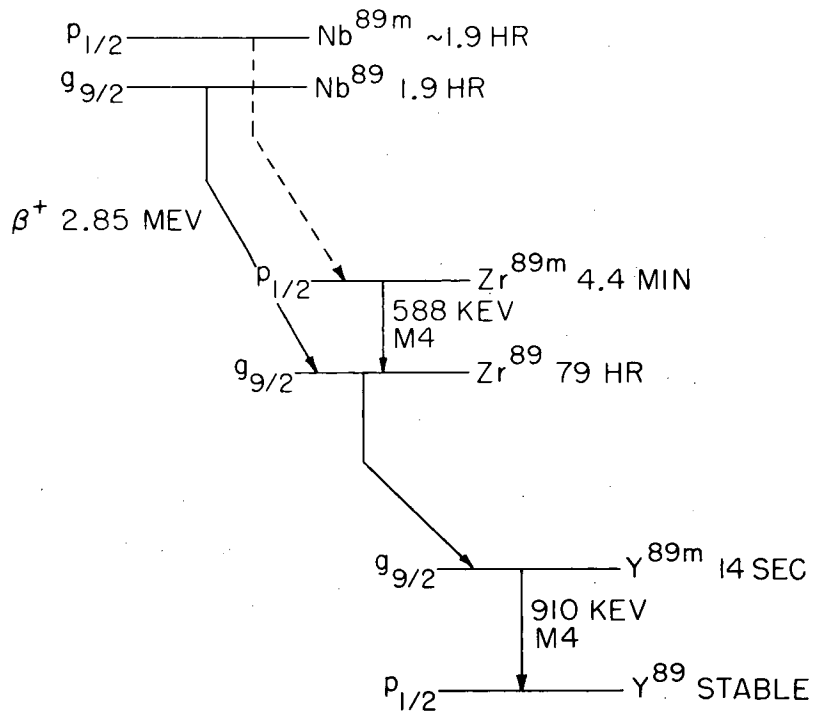 p1/2 Nb89m ~1.9 HR
g9/2 Nb89 1.9 HR
β+ 2.85 MEV
p1/2 Zr89m 4.4 MIN
588 KEV
M4
g9/2 Zr89 79 HR
g9/2 Y89m 14 SEC
910 KEV
M4
p1/2 Y89 STABLE